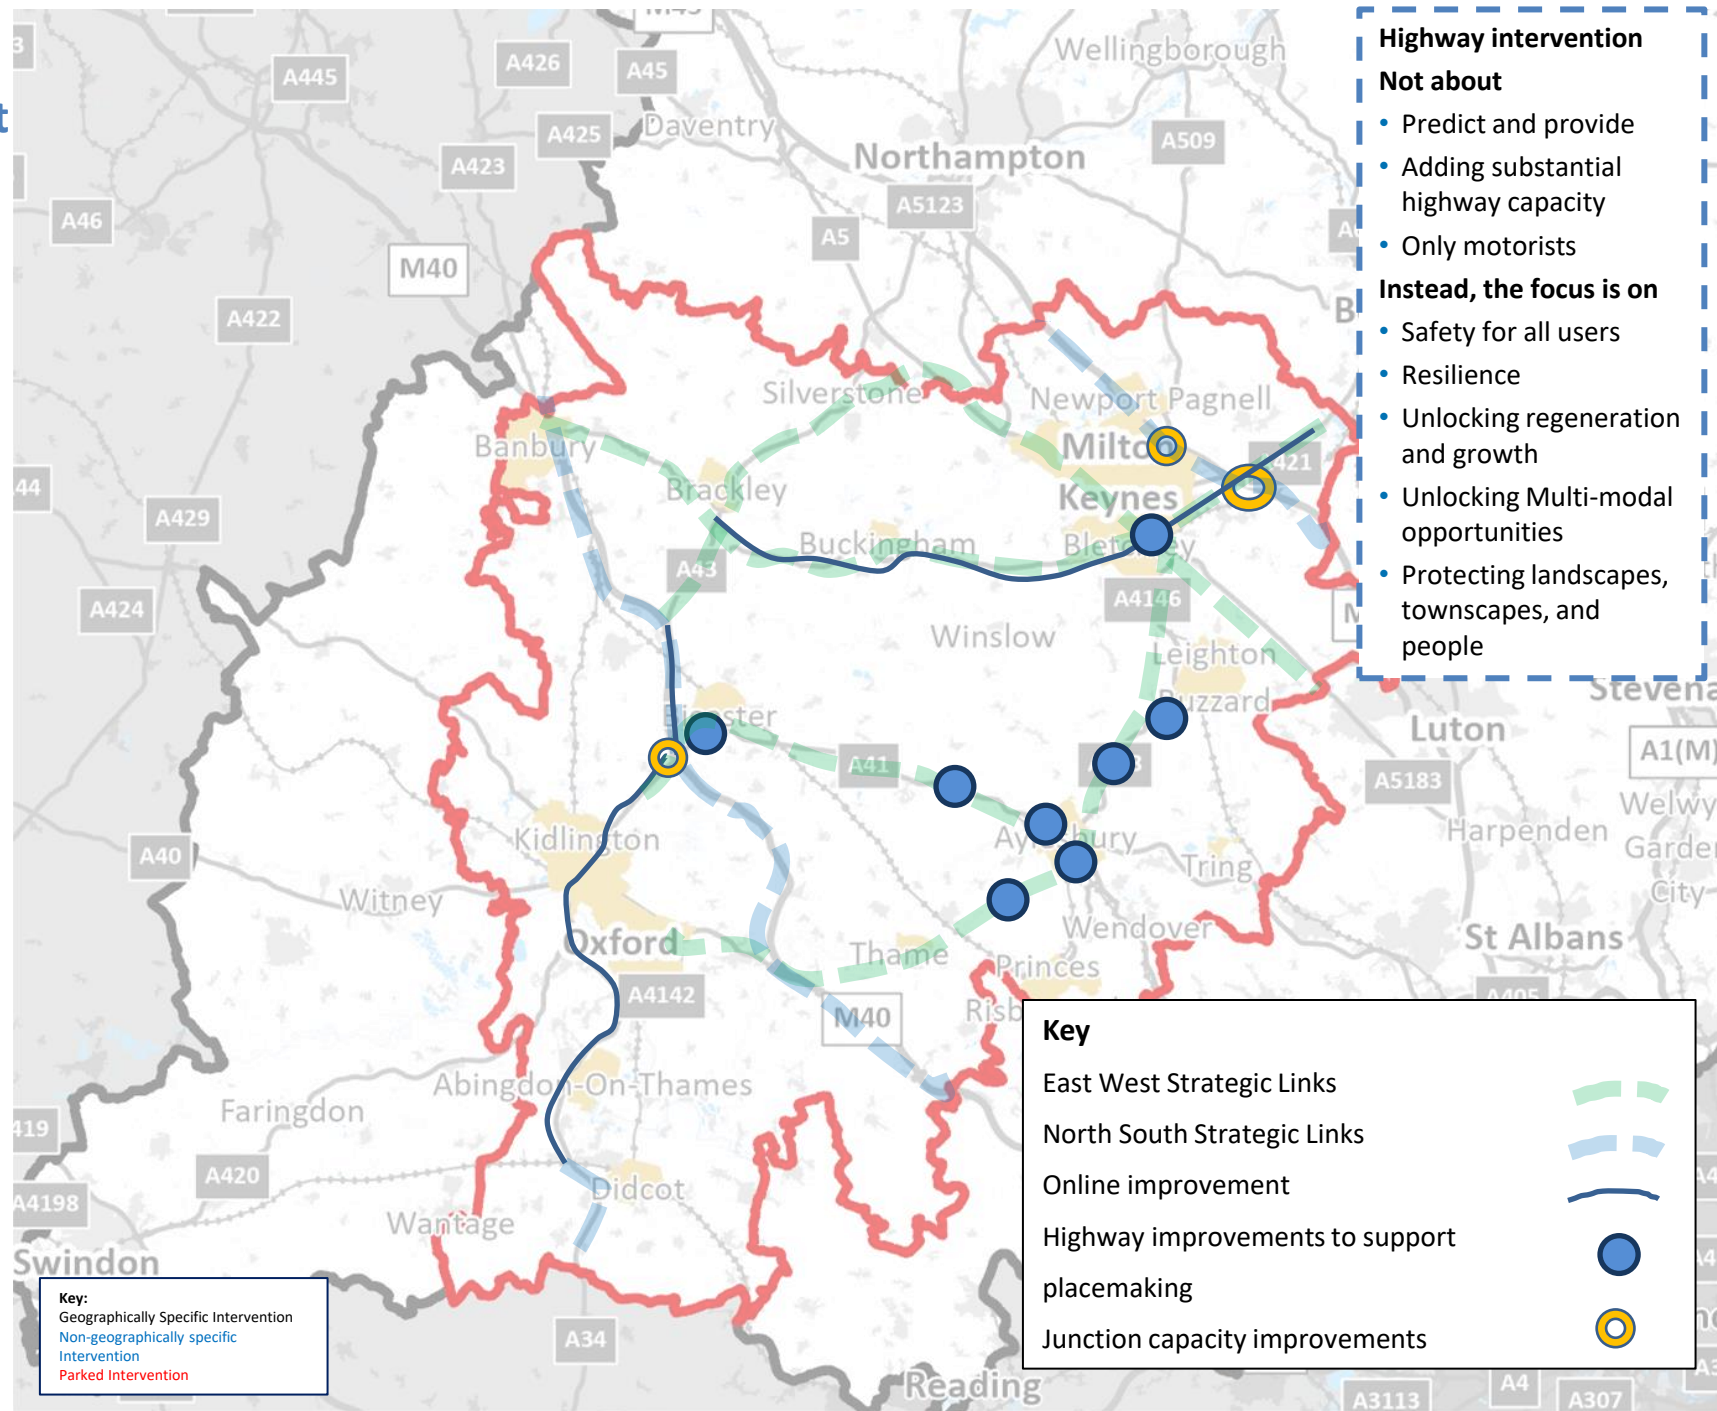 Highway intervention
Not about
• Predict and provide
• Adding substantial
highway capacity
• Only motorists
Instead, the focus is on
• Safety for all users
• Resilience
• Unlocking regeneration
and growth
• Unlocking Multi-modal
opportunities
• Protecting landscapes,
townscapes, and
people
Wellingborough
A426
A45
A445
Daventry
A425
A423
Northampton
A509
A46
A5123
A5
M40
A422
Silverstone
Newport Pagnell
Banbury
Milton
Keynes
A421
Brackley
A429
Buckingham
A43
A424
A4146
Winslow
Leighton
Buzzard
Luton
A1(M)
A5183
A41
Harpenden
Garden
City
Kidlington
Aylesbury
Tring
A40
Witney
Wendover
Oxford
Thame
St Albans
Princes
A4142
M40
Abingdon-On-Thames
Faringdon
A420
Didcot
A4198
Wantage
Swindon
A34
Reading
A3113
A4
A307
Key
East West Strategic Links
North South Strategic Links
Online improvement
Highway improvements to support
placemaking
Junction capacity improvements
Key:
Geographically Specific Intervention
Non-geographically specific
Intervention
Parked Intervention